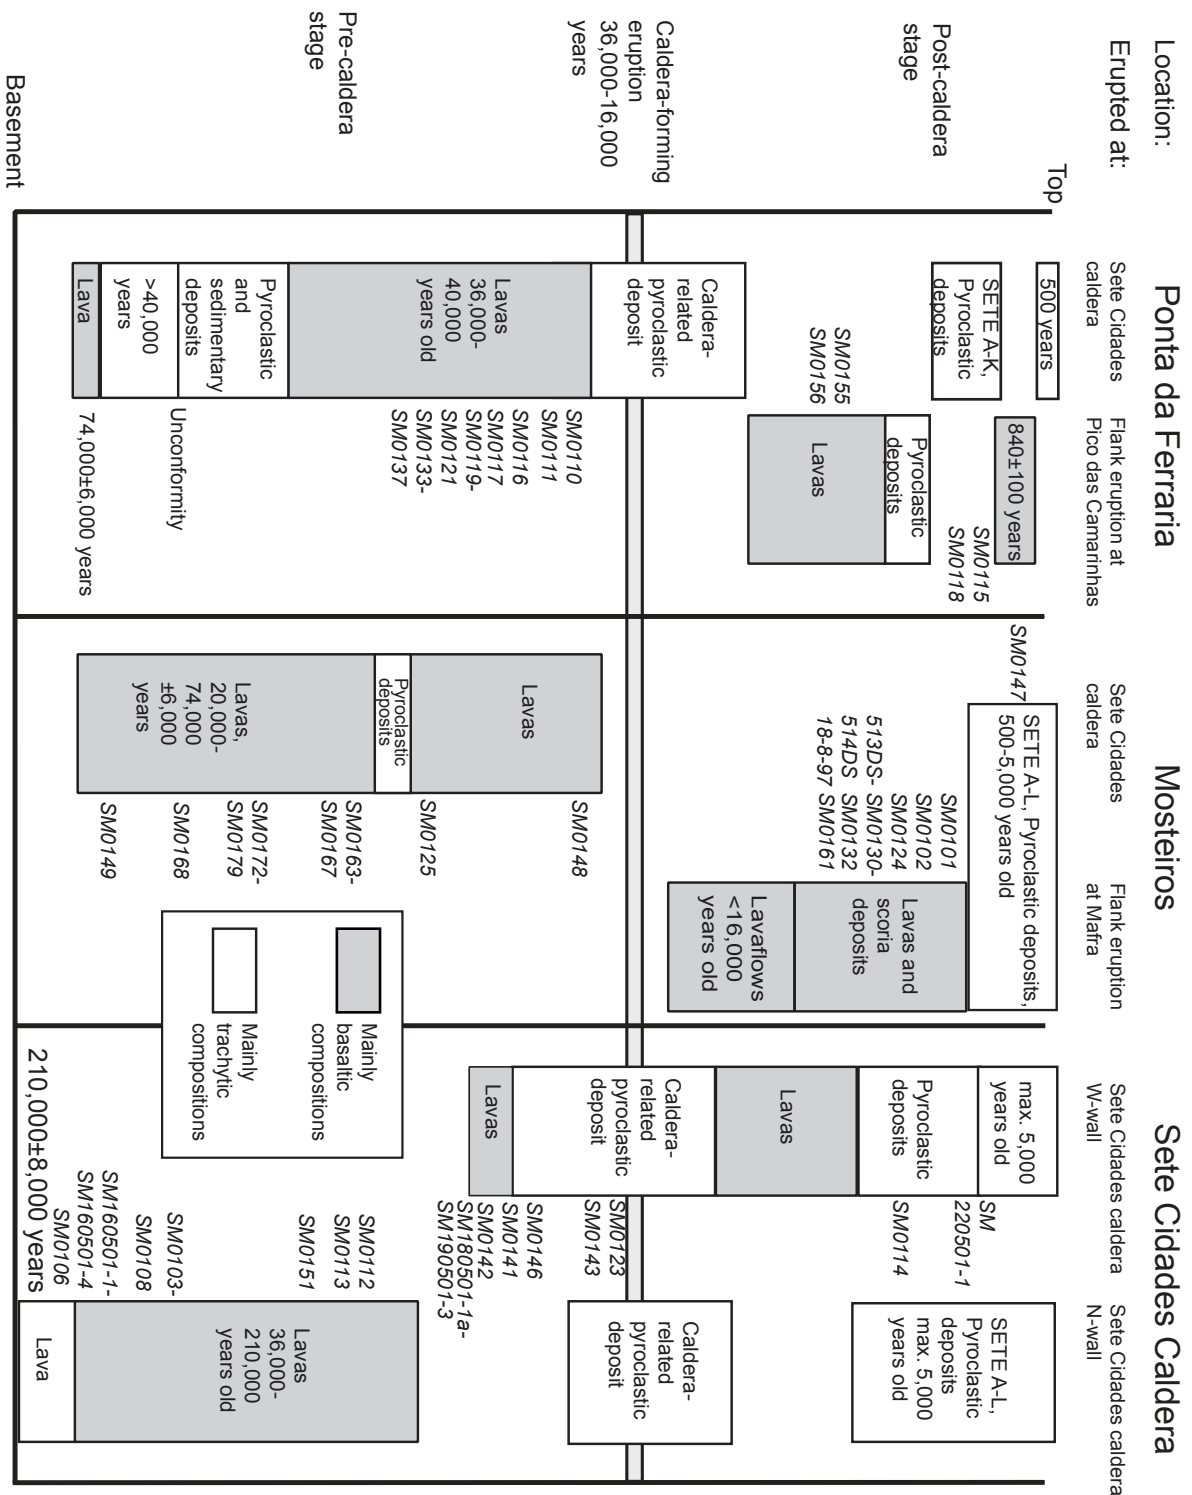 Location:
Ponta da Ferraria
Mosteiros
Sete Cidades Caldera
Erupted at:
Sete Cidades
caldera
Flank eruption at
Pico das Camarinhas
Sete Cidades
caldera
Flank eruption
at Mafra
Sete Cidades caldera
W-wall
Sete Cidades caldera
N-wall
Top
Post-caldera
stage
Caldera-forming
eruption
36,000-16,000
years
Pre-caldera
stage
Basement
500 years
SETE A-K,
Pyroclastic
deposits
SM0155
SM0156
Caldera-
related
pyroclastic
deposit
Lavas
36,000-
40,000
years old
Pyroclastic
and
sedimentary
deposits
>40,000
years
Lava
840±100 years
SM0115
SM0118
Pyroclastic
deposits
Lavas
SM0110
SM0111
SM0116
SM0117
SM0119-
SM0121
SM0133-
SM0137
Unconformity
74,000±6,000 years
SM0147
SETE A-L, Pyroclastic deposits,
500-5,000 years old
SM0101
SM0102
SM0124
513DS- SM0130-
514DS SM0132
18-8-97 SM0161
Lavas and
scoria
deposits
Lavaflows
<16,000
years old
Lavas
Pyroclastic
deposits
Lavas,
20,000-
74,000
±6,000
years
SM0148
SM0125
SM0163-
SM0167
SM0172-
SM0179
SM0168
SM0149
Mainly
basaltic
compositions
Mainly
trachytic
compositions
max. 5,000
years old
Pyroclastic
deposits
Lavas
Caldera-
related
pyroclastic
deposit
Lavas
SM
220501-1
SM0114
SM0123
SM0143
SM0146
SM0141
SM0142
SM180501-1a-
SM190501-3
SM0112
SM0113
SM0151
SM0103-
SM0108
SM160501-1-
SM160501-4
SM0106
210,000±8,000 years
SETE A-L,
Pyroclastic
deposits
max. 5,000
years old
Caldera-
related
pyroclastic
deposit
Lavas
36,000-
210,000
years old
Lava